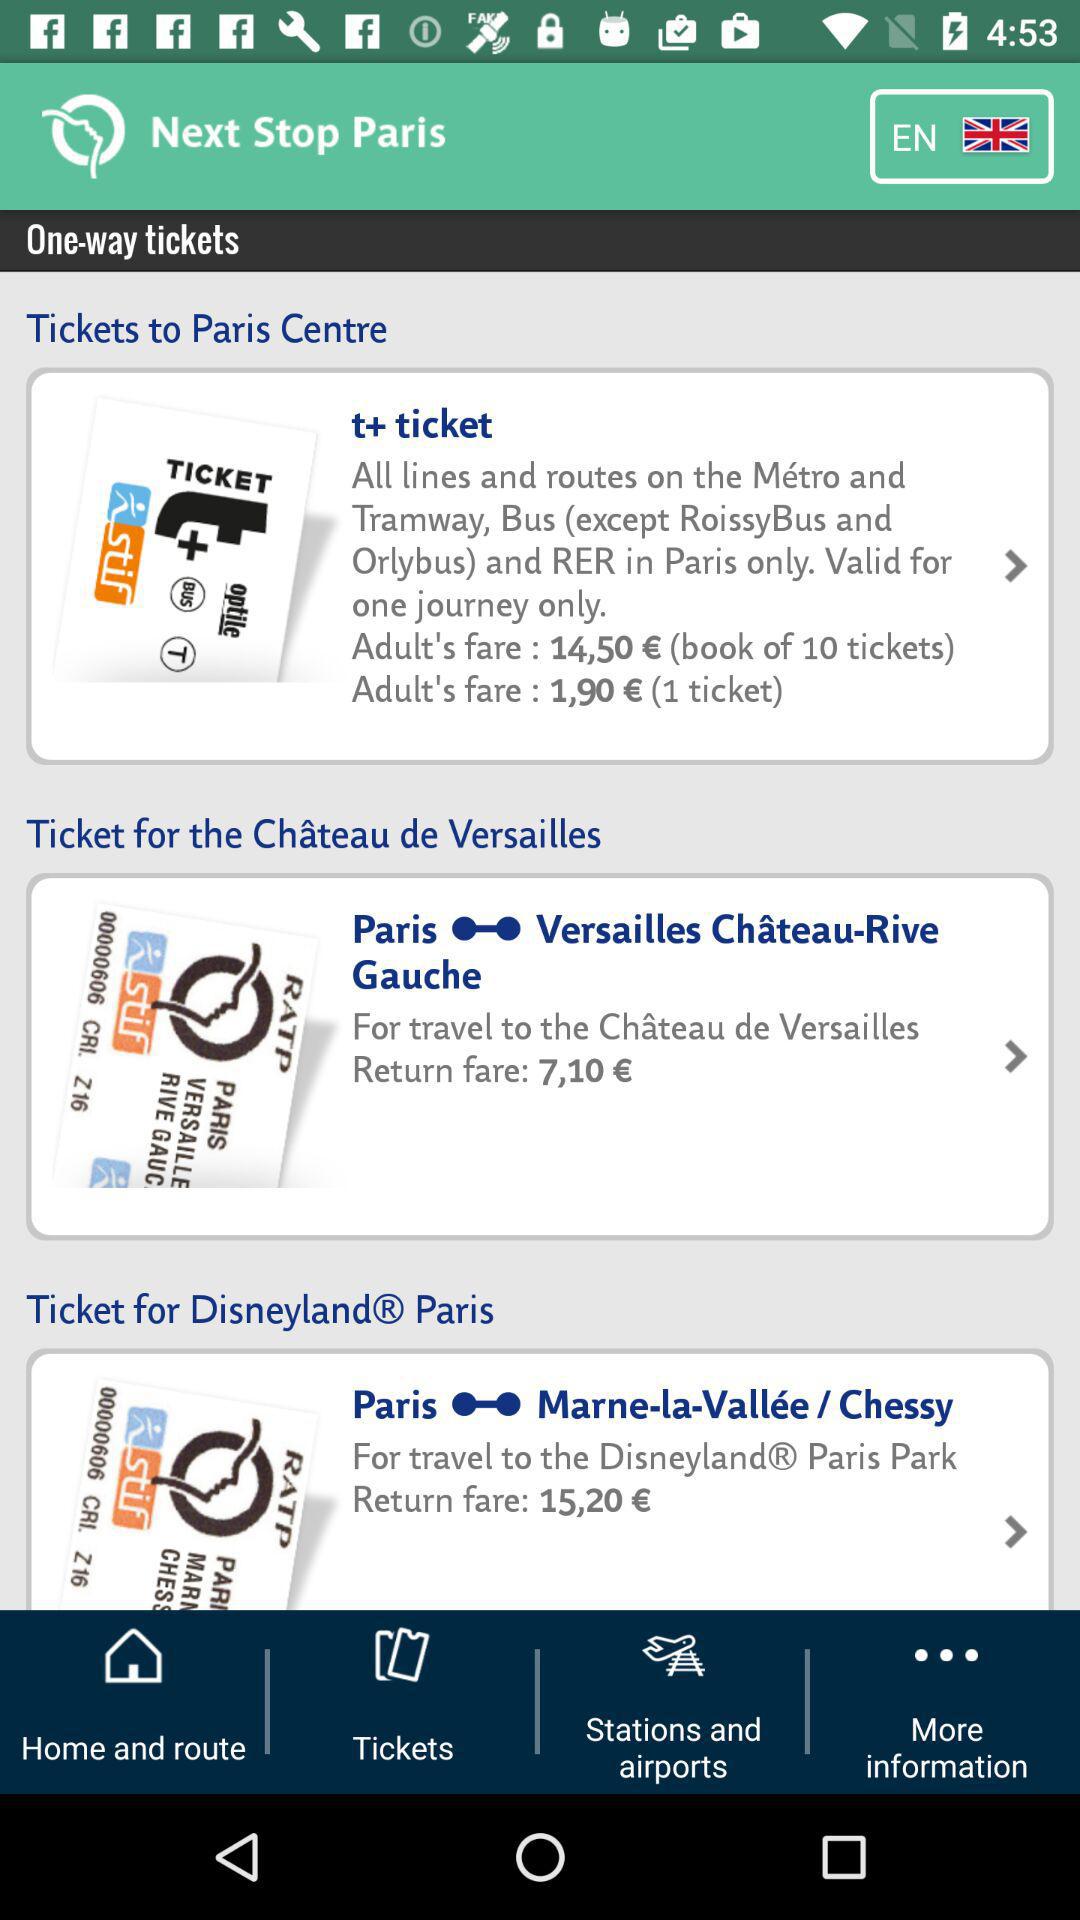 FAKE
4:53
Next Stop Paris
EN
One-way tickets
Tickets to Paris Centre
TICKET
t+
stif
BUS
optile
T
t+ ticket
All lines and routes on the Métro and
Tramway, Bus (except RoissyBus and
Orlybus) and RER in Paris only. Valid for
one journey only.
Adult's fare : 14,50 € (book of 10 tickets)
Adult's fare : 1,90 € (1 ticket)
Ticket for the Château de Versailles
00000606 CRI. Z16
stif
RATP
PARIS
VERSAILLE
RIVE GAUC
Paris Versailles Château-Rive
Gauche
For travel to the Château de Versailles
Return fare: 7,10 €
Ticket for Disneyland® Paris
00000606 CRI. Z16
stif
RATP
PARI
MARN
CHESS
Paris Marne-la-Vallée / Chessy
For travel to the Disneyland® Paris Park
Return fare: 15,20 €
Home and route
Tickets
Stations and
airports
More
information